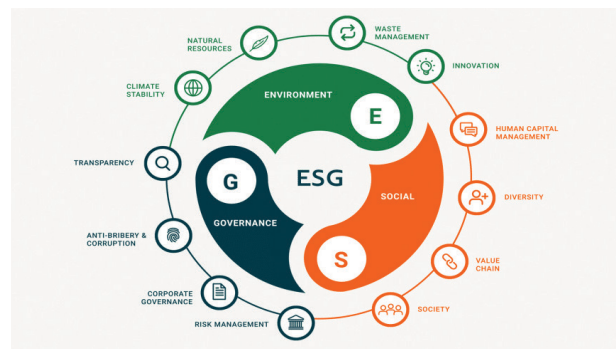 NATURAL
RESOURCES
WASTE
MANAGEMENT
INNOVATION
CLIMATE
STABILITY
ENVIRONMENT
E
HUMAN CAPITAL
MANAGEMENT
TRANSPARENCY
G
ESG
SOCIAL
DIVERSITY
GOVERNANCE
ANTI-BRIBERY &
CORRUPTION
S
VALUE
CHAIN
CORPORATE
GOVERNANCE
SOCIETY
RISK MANAGEMENT